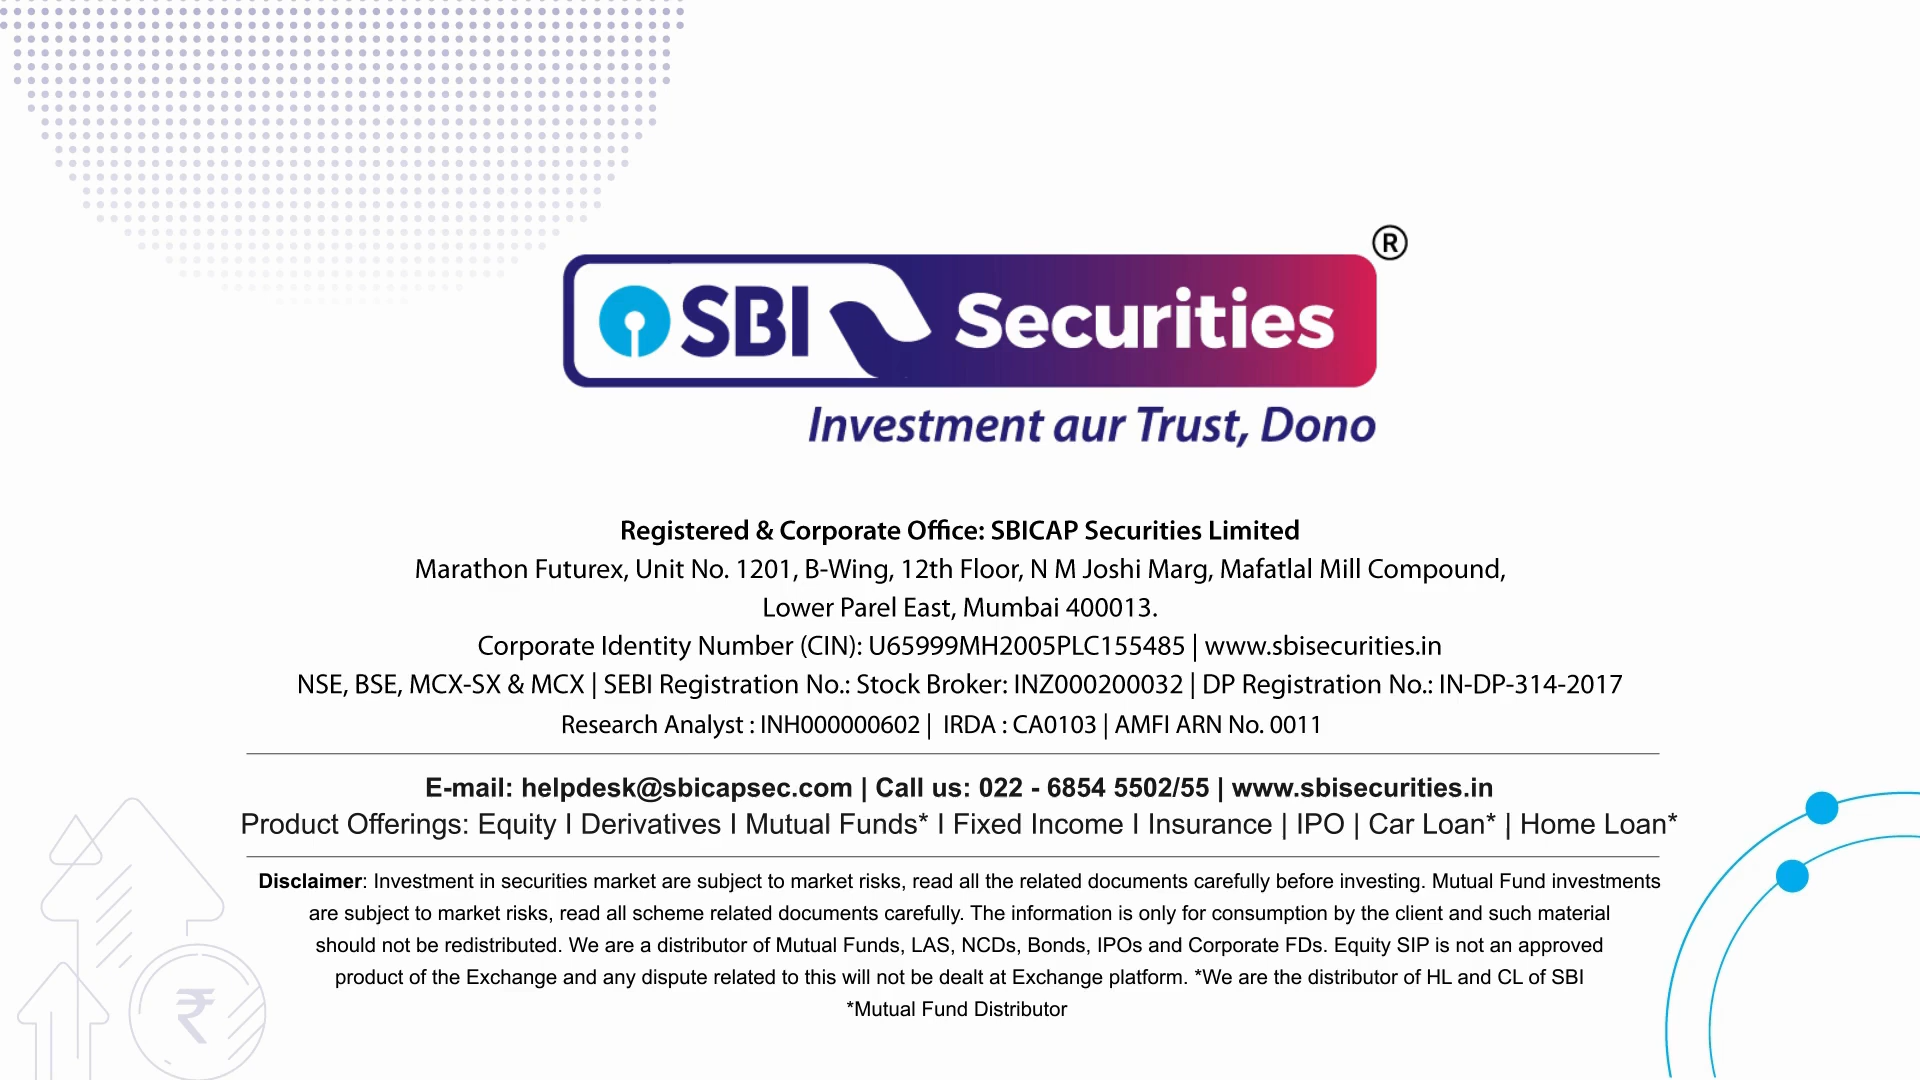 ®
SBI Securities
Investment aur Trust, Dono
Registered & Corporate Office: SBICAP Securities Limited
Marathon Futurex, Unit No. 1201, B-Wing, 12th Floor, N M Joshi Marg, Mafatlal Mill Compound,
Lower Parel East, Mumbai 400013.
Corporate Identity Number (CIN): U65999MH2005PLC155485 | www.sbisecurities.in
NSE, BSE, MCX-SX & MCX | SEBI Registration No.: Stock Broker: INZ000200032 | DP Registration No.: IN-DP-314-2017
Research Analyst : INH000000602 | IRDA : CA0103 | AMFI ARN No. 0011
E-mail: helpdesk@sbicapsec.com | Call us: 022 - 6854 5502/55 | www.sbisecurities.in
Product Offerings: Equity I Derivatives I Mutual Funds* I Fixed Income I Insurance | IPO | Car Loan* | Home Loan*
Disclaimer: Investment in securities market are subject to market risks, read all the related documents carefully before investing. Mutual Fund investments
are subject to market risks, read all scheme related documents carefully. The information is only for consumption by the client and such material
should not be redistributed. We are a distributor of Mutual Funds, LAS, NCDs, Bonds, IPOs and Corporate FDs. Equity SIP is not an approved
product of the Exchange and any dispute related to this will not be dealt at Exchange platform. *We are the distributor of HL and CL of SBI
*Mutual Fund Distributor
₹